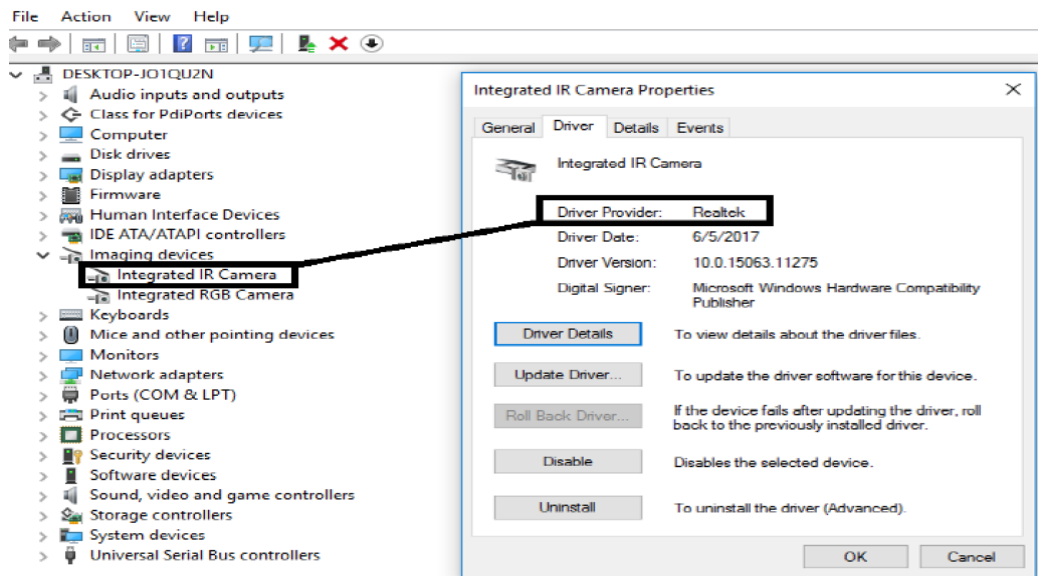 File Action View Help
DESKTOP-JO1QU2N
Audio inputs and outputs
Class for PdiPorts devices
Computer
Disk drives
Display adapters
Firmware
Human Interface Devices
IDE ATA/ATAPI controllers
Imaging devices
Integrated IR Camera
Integrated RGB Camera
Keyboards
Mice and other pointing devices
Monitors
Network adapters
Ports (COM & LPT)
Print queues
Processors
Security devices
Software devices
Sound, video and game controllers
Storage controllers
System devices
Universal Serial Bus controllers
Integrated IR Camera Properties
General Driver Details Events
Integrated IR Camera
Driver Provider: Realtek
Driver Date: 6/5/2017
Driver Version: 10.0.15063.11275
Digital Signer: Microsoft Windows Hardware Compatibility
Publisher
Driver Details To view details about the driver files.
Update Driver... To update the driver software for this device.
Roll Back Driver... If the device fails after updating the driver, roll
back to the previously installed driver.
Disable Disables the selected device.
Uninstall To uninstall the driver (Advanced).
OK Cancel